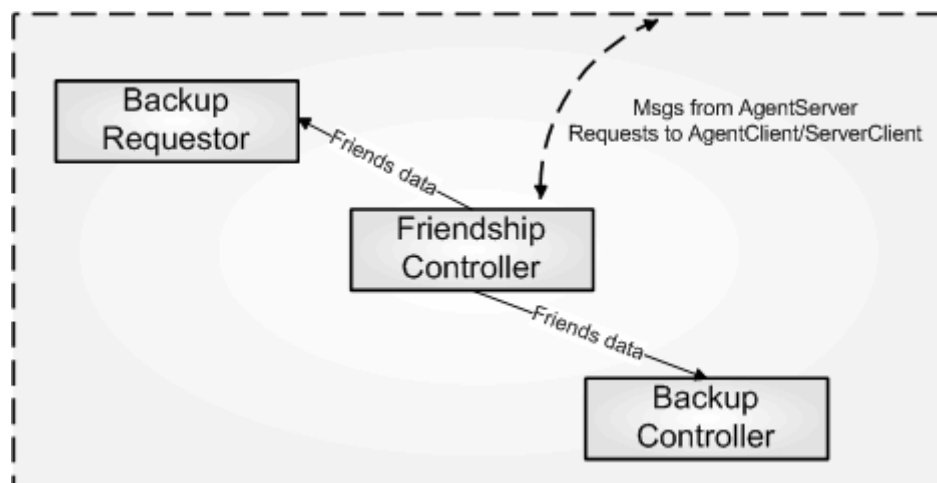 Backup
Requestor
Msgs from AgentServer
Requests to AgentClient/ServerClient
Friends data
Friendship
Controller
Friends data
Backup
Controller